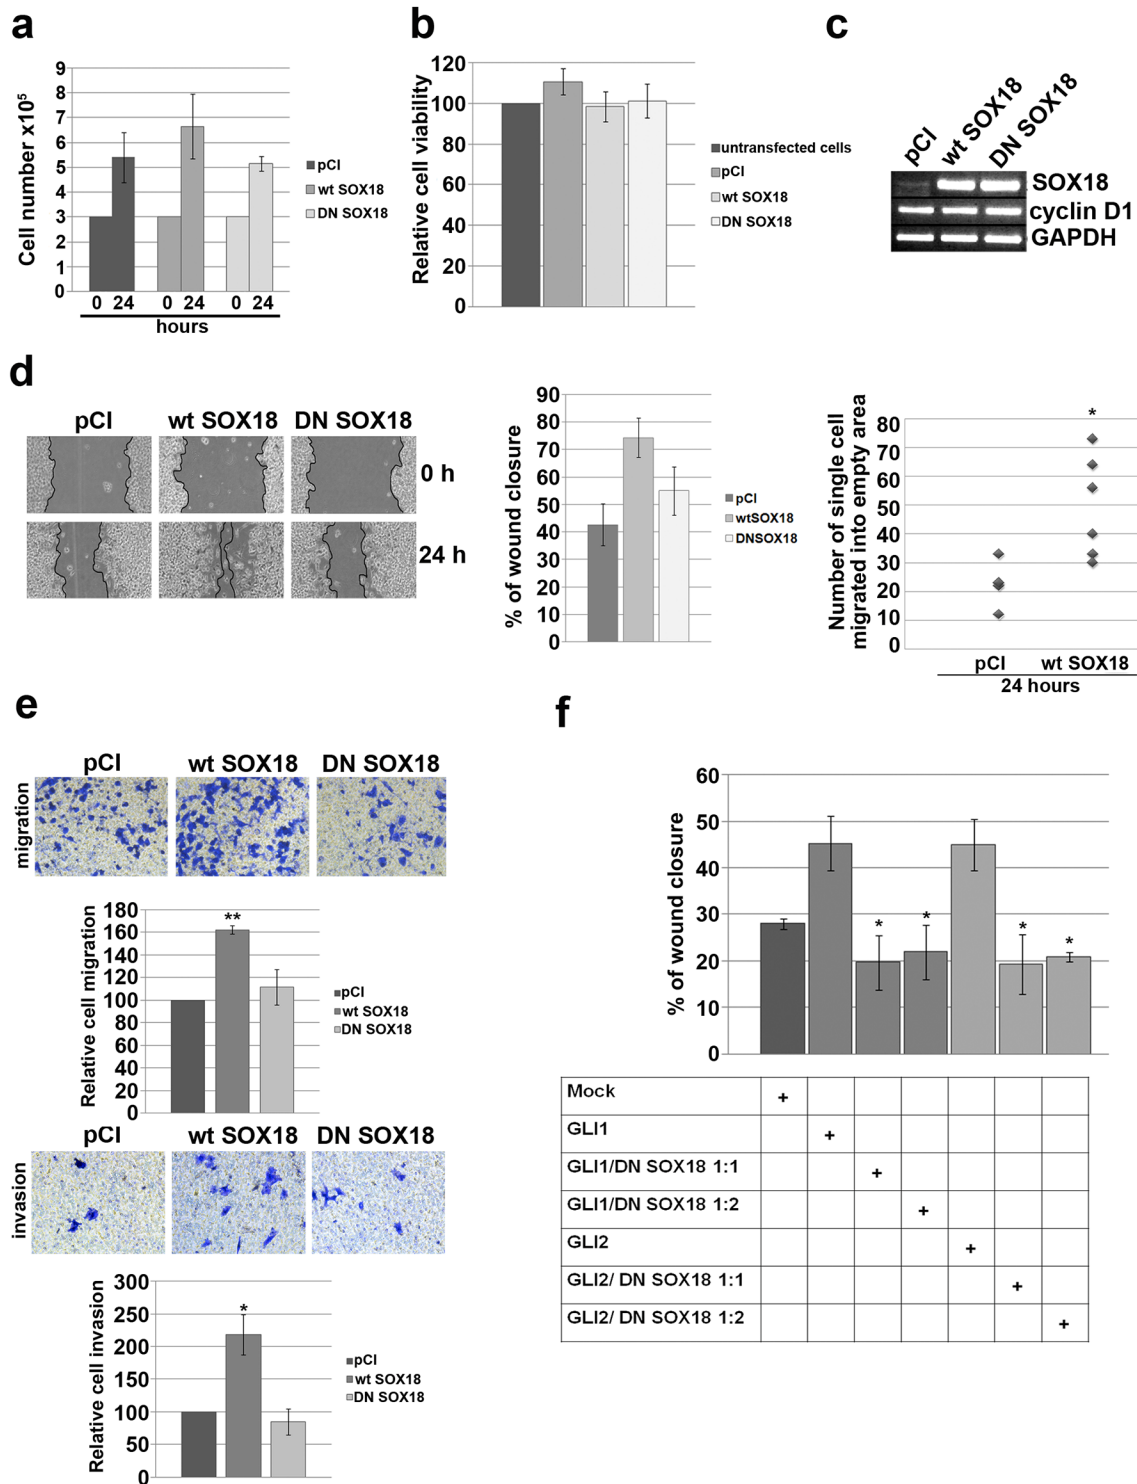 a
Cell number x10⁵
9
8
7
6
5
4
3
2
1
0
0 24 0 24 0 24
hours
pCI
wt SOX18
DN SOX18
b
Relative cell viability
120
100
80
60
40
20
0
untransfected cells
pCI
wt SOX18
DN SOX18
c
pCI
wt SOX18
DN SOX18
SOX18
cyclin D1
GAPDH
d
pCI wt SOX18 DN SOX18
0 h
24 h
% of wound closure
90
80
70
60
50
40
30
20
10
0
pCI
wtSOX18
DNSOX18
Number of single cell
migrated into empty area
80
70
60
50
40
30
20
10
0
*
pCI wt SOX18
24 hours
e
pCI wt SOX18 DN SOX18
migration
Relative cell migration
180
160
140
120
100
80
60
40
20
0
**
pCI
wt SOX18
DN SOX18
pCI wt SOX18 DN SOX18
invasion
Relative cell invasion
300
250
200
150
100
50
0
*
pCI
wt SOX18
DN SOX18
f
% of wound closure
60
50
40
30
20
10
0
* * * *
Mock +
GLI1 +
GLI1/DN SOX18 1:1 +
GLI1/DN SOX18 1:2 +
GLI2 +
GLI2/ DN SOX18 1:1 +
GLI2/ DN SOX18 1:2 +